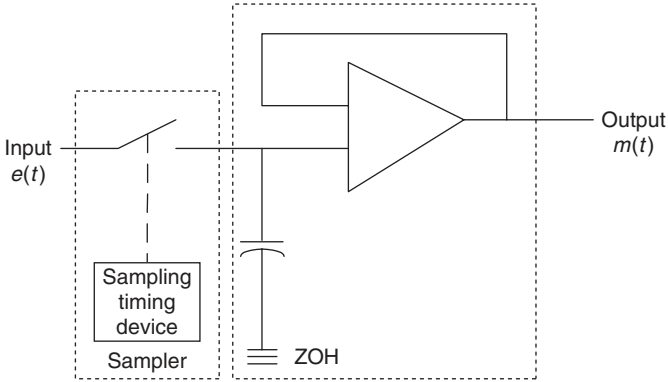 Input
e(t)
Sampling
timing
device
Sampler
ZOH
Output
m(t)